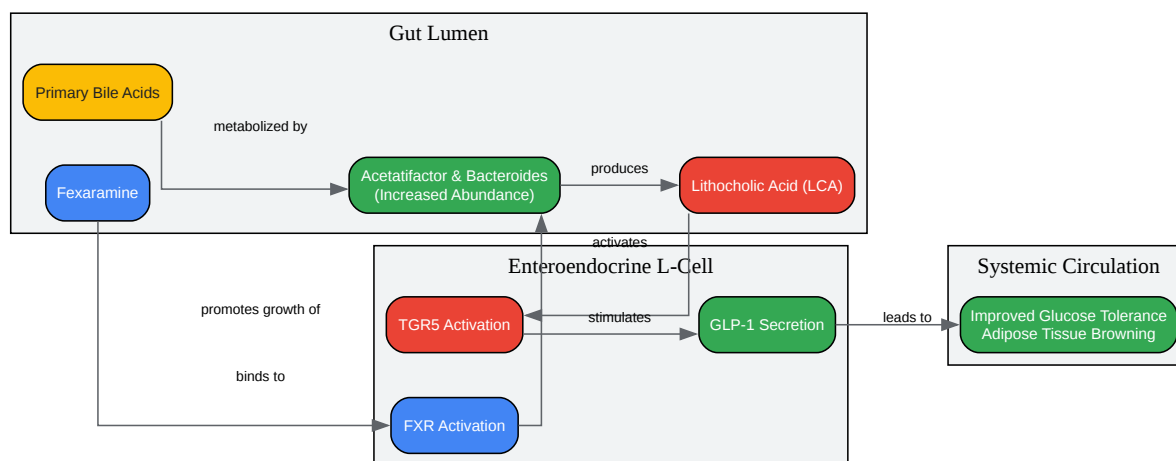 Gut Lumen
Primary Bile Acids
metabolized by
Fexaramine
Acetatifactor & Bacteroides
(Increased Abundance)
produces
Lithocholic Acid (LCA)
activates
Enteroendocrine L-Cell
Systemic Circulation
promotes growth of
TGR5 Activation
stimulates
GLP-1 Secretion
leads to
Improved Glucose Tolerance
Adipose Tissue Browning
binds to
FXR Activation